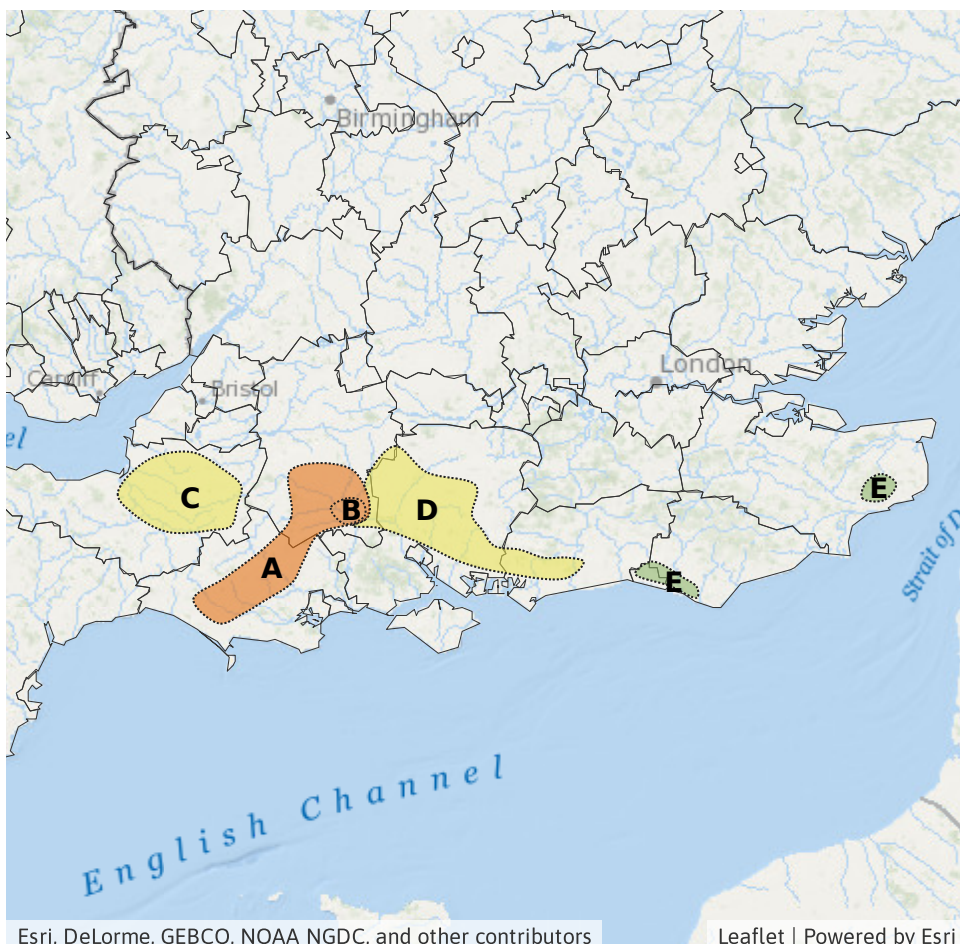 Birmingham
London
Cardiff
Bristol
el
C
B
D
E
A
E
Strait of D
English Channel
Esri, DeLorme, GEBCO, NOAA NGDC, and other contributors
Leaflet | Powered by Esri